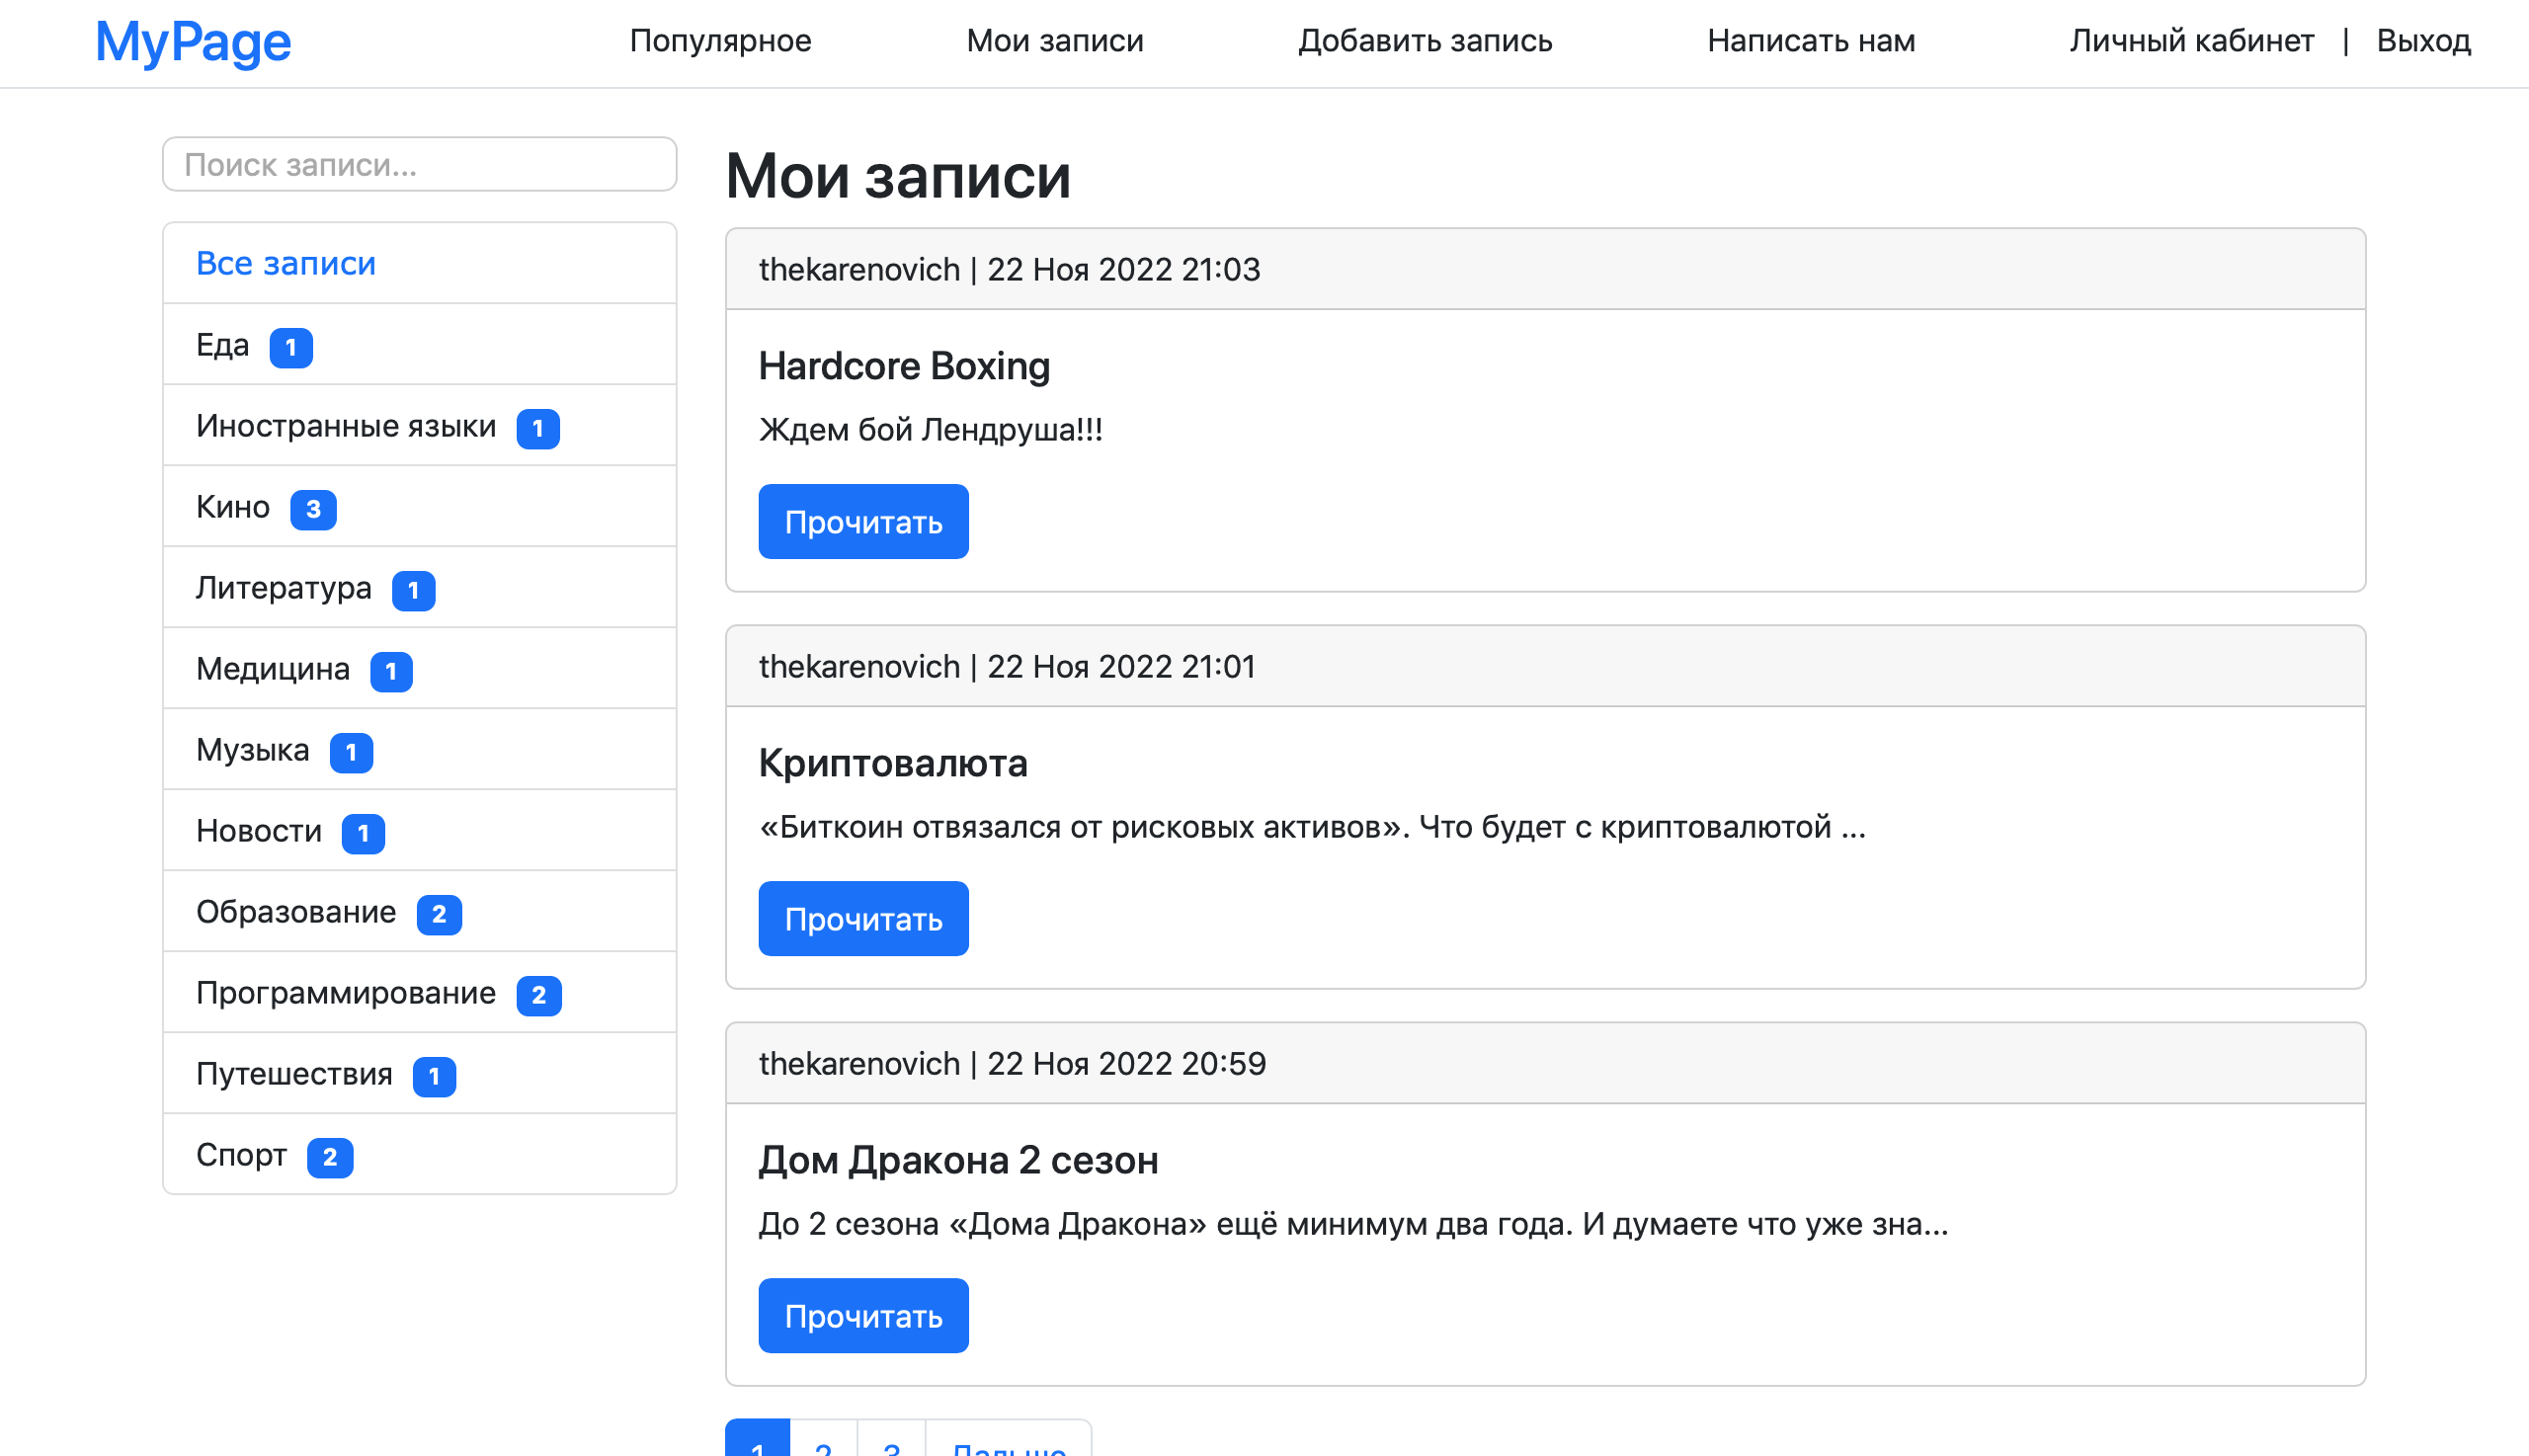 MyPage
Популярное
Мои записи
Добавить запись
Написать нам
Личный кабинет | Выход
Поиск записи...
Все записи
Еда 1
Иностранные языки 1
Кино 3
Литература 1
Медицина 1
Музыка 1
Новости 1
Образование 2
Программирование 2
Путешествия 1
Спорт 2
Мои записи
thekarenovich | 22 Ноя 2022 21:03
Hardcore Boxing
Ждем бой Лендруша!!!
Прочитать
thekarenovich | 22 Ноя 2022 21:01
Криптовалюта
«Биткоин отвязался от рисковых активов». Что будет с криптовалютой ...
Прочитать
thekarenovich | 22 Ноя 2022 20:59
Дом Дракона 2 сезон
До 2 сезона «Дома Дракона» ещё минимум два года. И думаете что уже зна...
Прочитать
1 2 3 Дальше